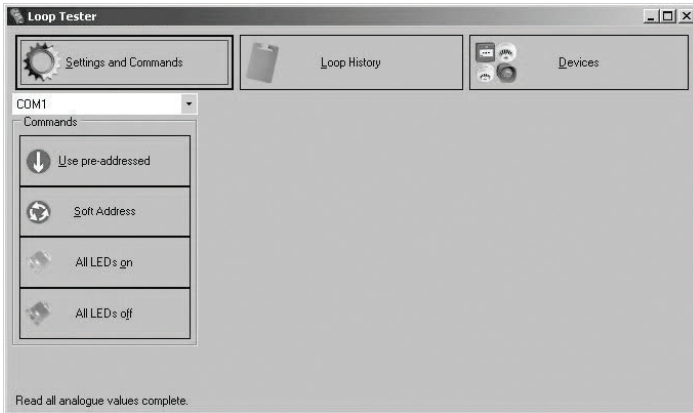 Loop Tester
Settings and Commands
Loop History
Devices
COM1
Commands
Use pre-addressed
Soft Address
All LEDs on
All LEDs off
Read all analogue values complete.